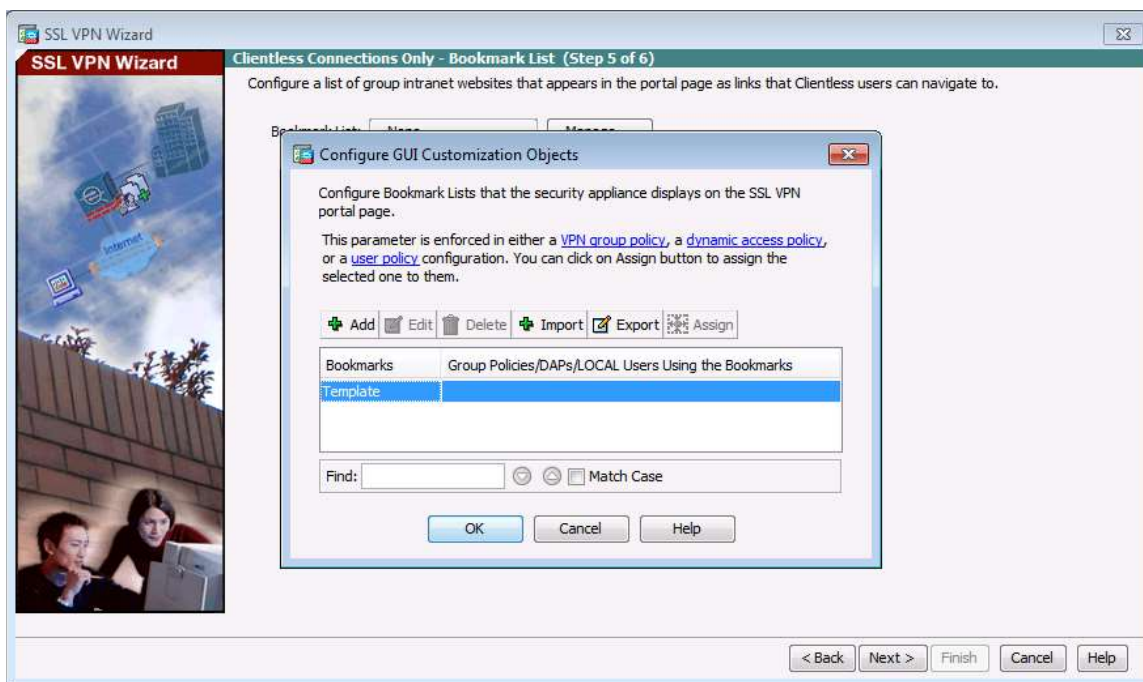 SSL VPN Wizard
SSL VPN Wizard
Clientless Connections Only - Bookmark List (Step 5 of 6)
Configure a list of group intranet websites that appears in the portal page as links that Clientless users can navigate to.
Configure GUI Customization Objects
Configure Bookmark Lists that the security appliance displays on the SSL VPN
portal page.
This parameter is enforced in either a VPN group policy, a dynamic access policy,
or a user policy configuration. You can click on Assign button to assign the
selected one to them.
Add Edit Delete Import Export Assign
Bookmarks Group Policies/DAPs/LOCAL Users Using the Bookmarks
Template
Find: Match Case
OK Cancel Help
Internet
< Back Next > Finish Cancel Help